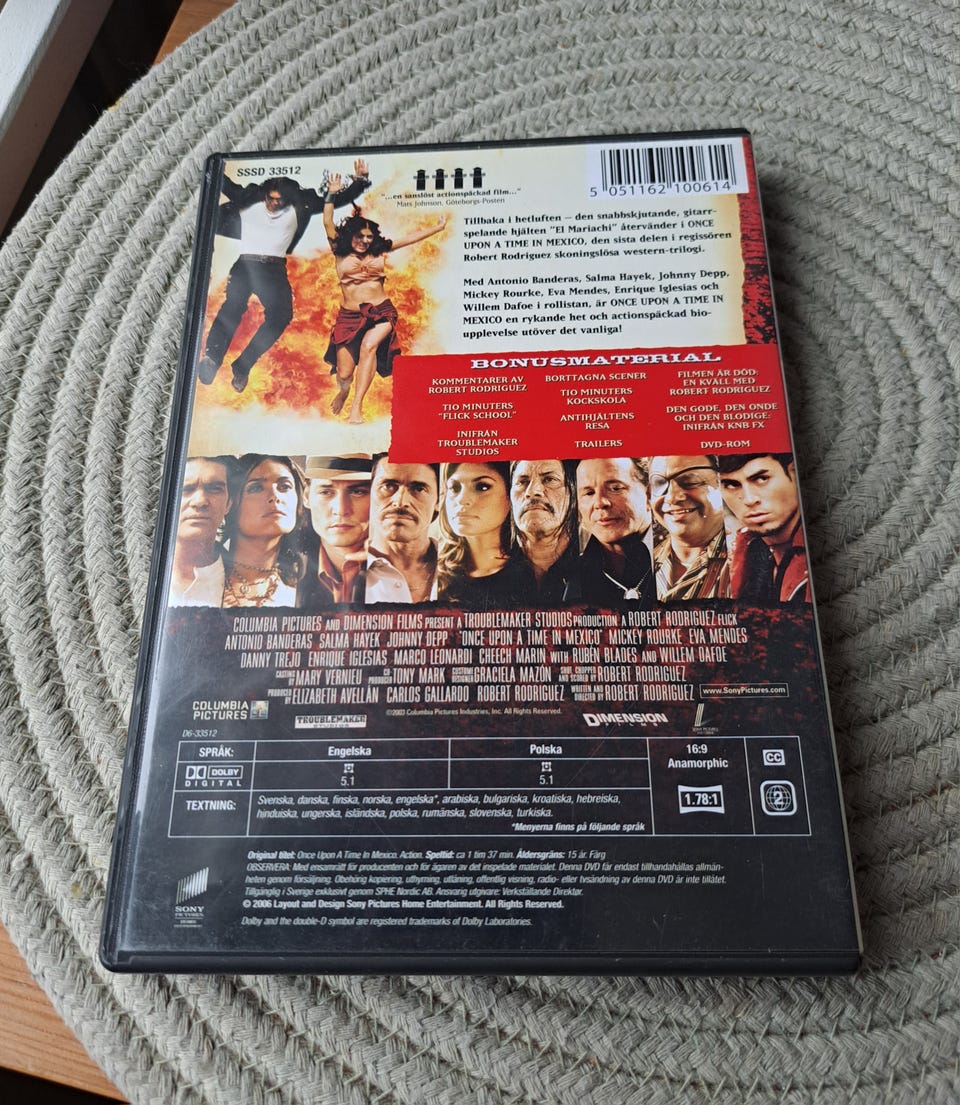 SSSD 33512
"...en sanslöst actionspäckad film..."
Mats Johnson, Göteborgs-Posten
5 051162 100614
Tillbaka i hetluften – den snabbskjutande, gitarr-
spelande hjälten "El Mariachi" återvänder i ONCE
UPON A TIME IN MEXICO, den sista delen i regissören
Robert Rodriguez skoningslösa western-trilogi.
Med Antonio Banderas, Salma Hayek, Johnny Depp,
Mickey Rourke, Eva Mendes, Enrique Iglesias och
Willem Dafoe i rollistan, är ONCE UPON A TIME IN
MEXICO en rykande het och actionspäckad bio-
upplevelse utöver det vanliga!
BONUSMATERIAL
KOMMENTARER AV
ROBERT RODRIGUEZ
TIO MINUTERS
"FLICK SCHOOL"
INIFRÅN
TROUBLEMAKER
STUDIOS
BORTTAGNA SCENER
TIO MINUTERS
KOCKSKOLA
ANTIHJÄLTENS
RESA
TRAILERS
FILMEN ÄR DÖD:
EN KVÄLL MED
ROBERT RODRIGUEZ
DEN GODE, DEN ONDE
OCH DEN BLODIGE:
INIFRÅN KNB FX
DVD-ROM
COLUMBIA PICTURES AND DIMENSION FILMS PRESENT A TROUBLEMAKER STUDIOS PRODUCTION A ROBERT RODRIGUEZ FLICK
ANTONIO BANDERAS SALMA HAYEK JOHNNY DEPP "ONCE UPON A TIME IN MEXICO" MICKEY ROURKE EVA MENDES
DANNY TREJO ENRIQUE IGLESIAS MARCO LEONARDI CHEECH MARIN WITH RUBÉN BLADES AND WILLEM DAFOE
CASTING BY MARY VERNIEU CO-PRODUCER TONY MARK COSTUME DESIGNER GRACIELA MAZÓN SHOT, CHOPPED AND SCORED BY ROBERT RODRIGUEZ
PRODUCED BY ELIZABETH AVELLÁN CARLOS GALLARDO ROBERT RODRIGUEZ WRITTEN AND DIRECTED BY ROBERT RODRIGUEZ
www.SonyPictures.com
COLUMBIA
PICTURES
TROUBLEMAKER
STUDIOS
©2003 Columbia Pictures Industries, Inc. All Rights Reserved.
DIMENSION
FILMS
D6-33512
SPRÅK:
Engelska
Polska
DOLBY
DIGITAL
5.1
5.1
TEXTNING:
Svenska, danska, finska, norska, engelska*, arabiska, bulgariska, kroatiska, hebreiska,
hinduska, ungerska, isländska, polska, rumänska, slovenska, turkiska.
*Menyerna finns på följande språk
16:9
Anamorphic
1.78:1
CC
2
Original titel: Once Upon A Time In Mexico. Action. Speltid: ca 1 tim 37 min. Åldersgräns: 15 år. Färg
OBSERVERA: Med ensamrätt för producenten och för ägaren av det inspelade materialet. Denna DVD får endast tillhandahållas allmän-
heten genom försäljning. Obehörig kopiering, uthyrning, utlåning, offentlig visning, radio- eller tvsändning av denna DVD är inte tillåtet.
Tillgänglig i Sverige exklusivt genom SPHE Nordic AB. Ansvarig utgivare: Verkställande Direktør.
© 2006 Layout and Design Sony Pictures Home Entertainment. All Rights Reserved.
Dolby and the double-D symbol are registered trademarks of Dolby Laboratories.
SONY
PICTURES